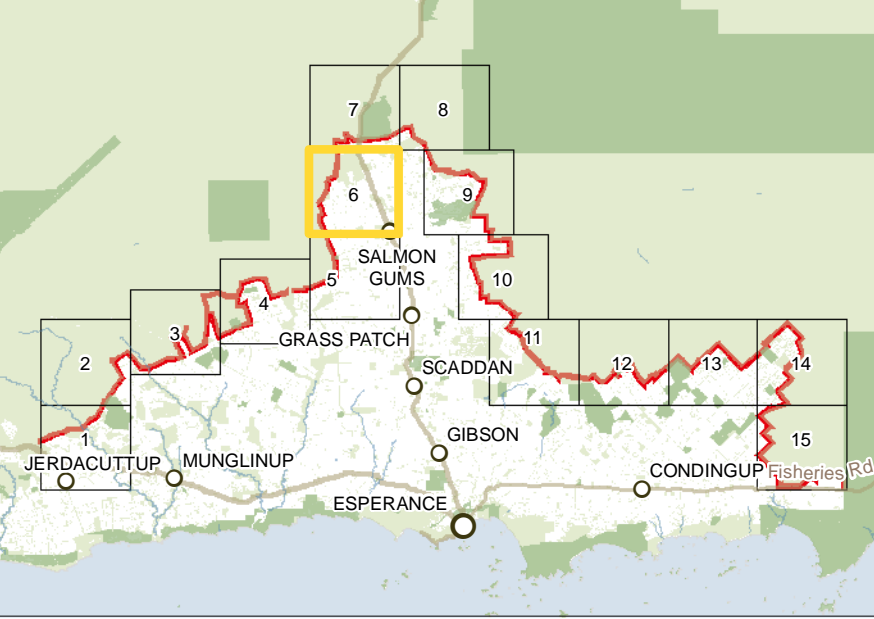 7
8
6
9
SALMON
GUMS
5
10
4
3
GRASS PATCH
11
2
SCADDAN
12
13
14
1
GIBSON
15
JERDACUTTUP
MUNGLINUP
CONDINGUP
Fisheries Rd
ESPERANCE